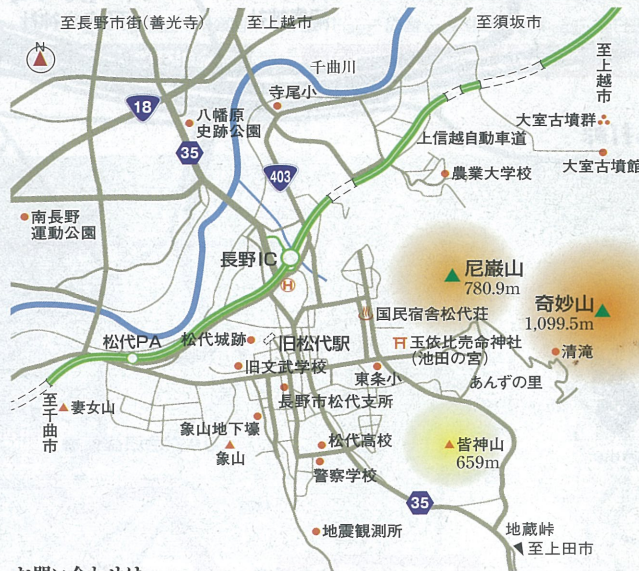 至長野市街(善光寺)
至上越市
至須坂市
N
千曲川
至上越市
寺尾小
18
八幡原
史跡公園
大室古墳群
35
上信越自動車道
大室古墳館
403
農業大学校
南長野
運動公園
長野IC
尼巌山
780.9m
H
奇妙山
1,099.5m
国民宿舎松代荘
松代PA
松代城跡
旧松代駅
玉依比売命神社
(池田の宮)
清滝
旧文武学校
東条小
あんずの里
至千曲市
妻女山
長野市松代支所
象山地下壕
松代高校
皆神山
659m
象山
警察学校
35
地震観測所
地蔵峠
至上田市